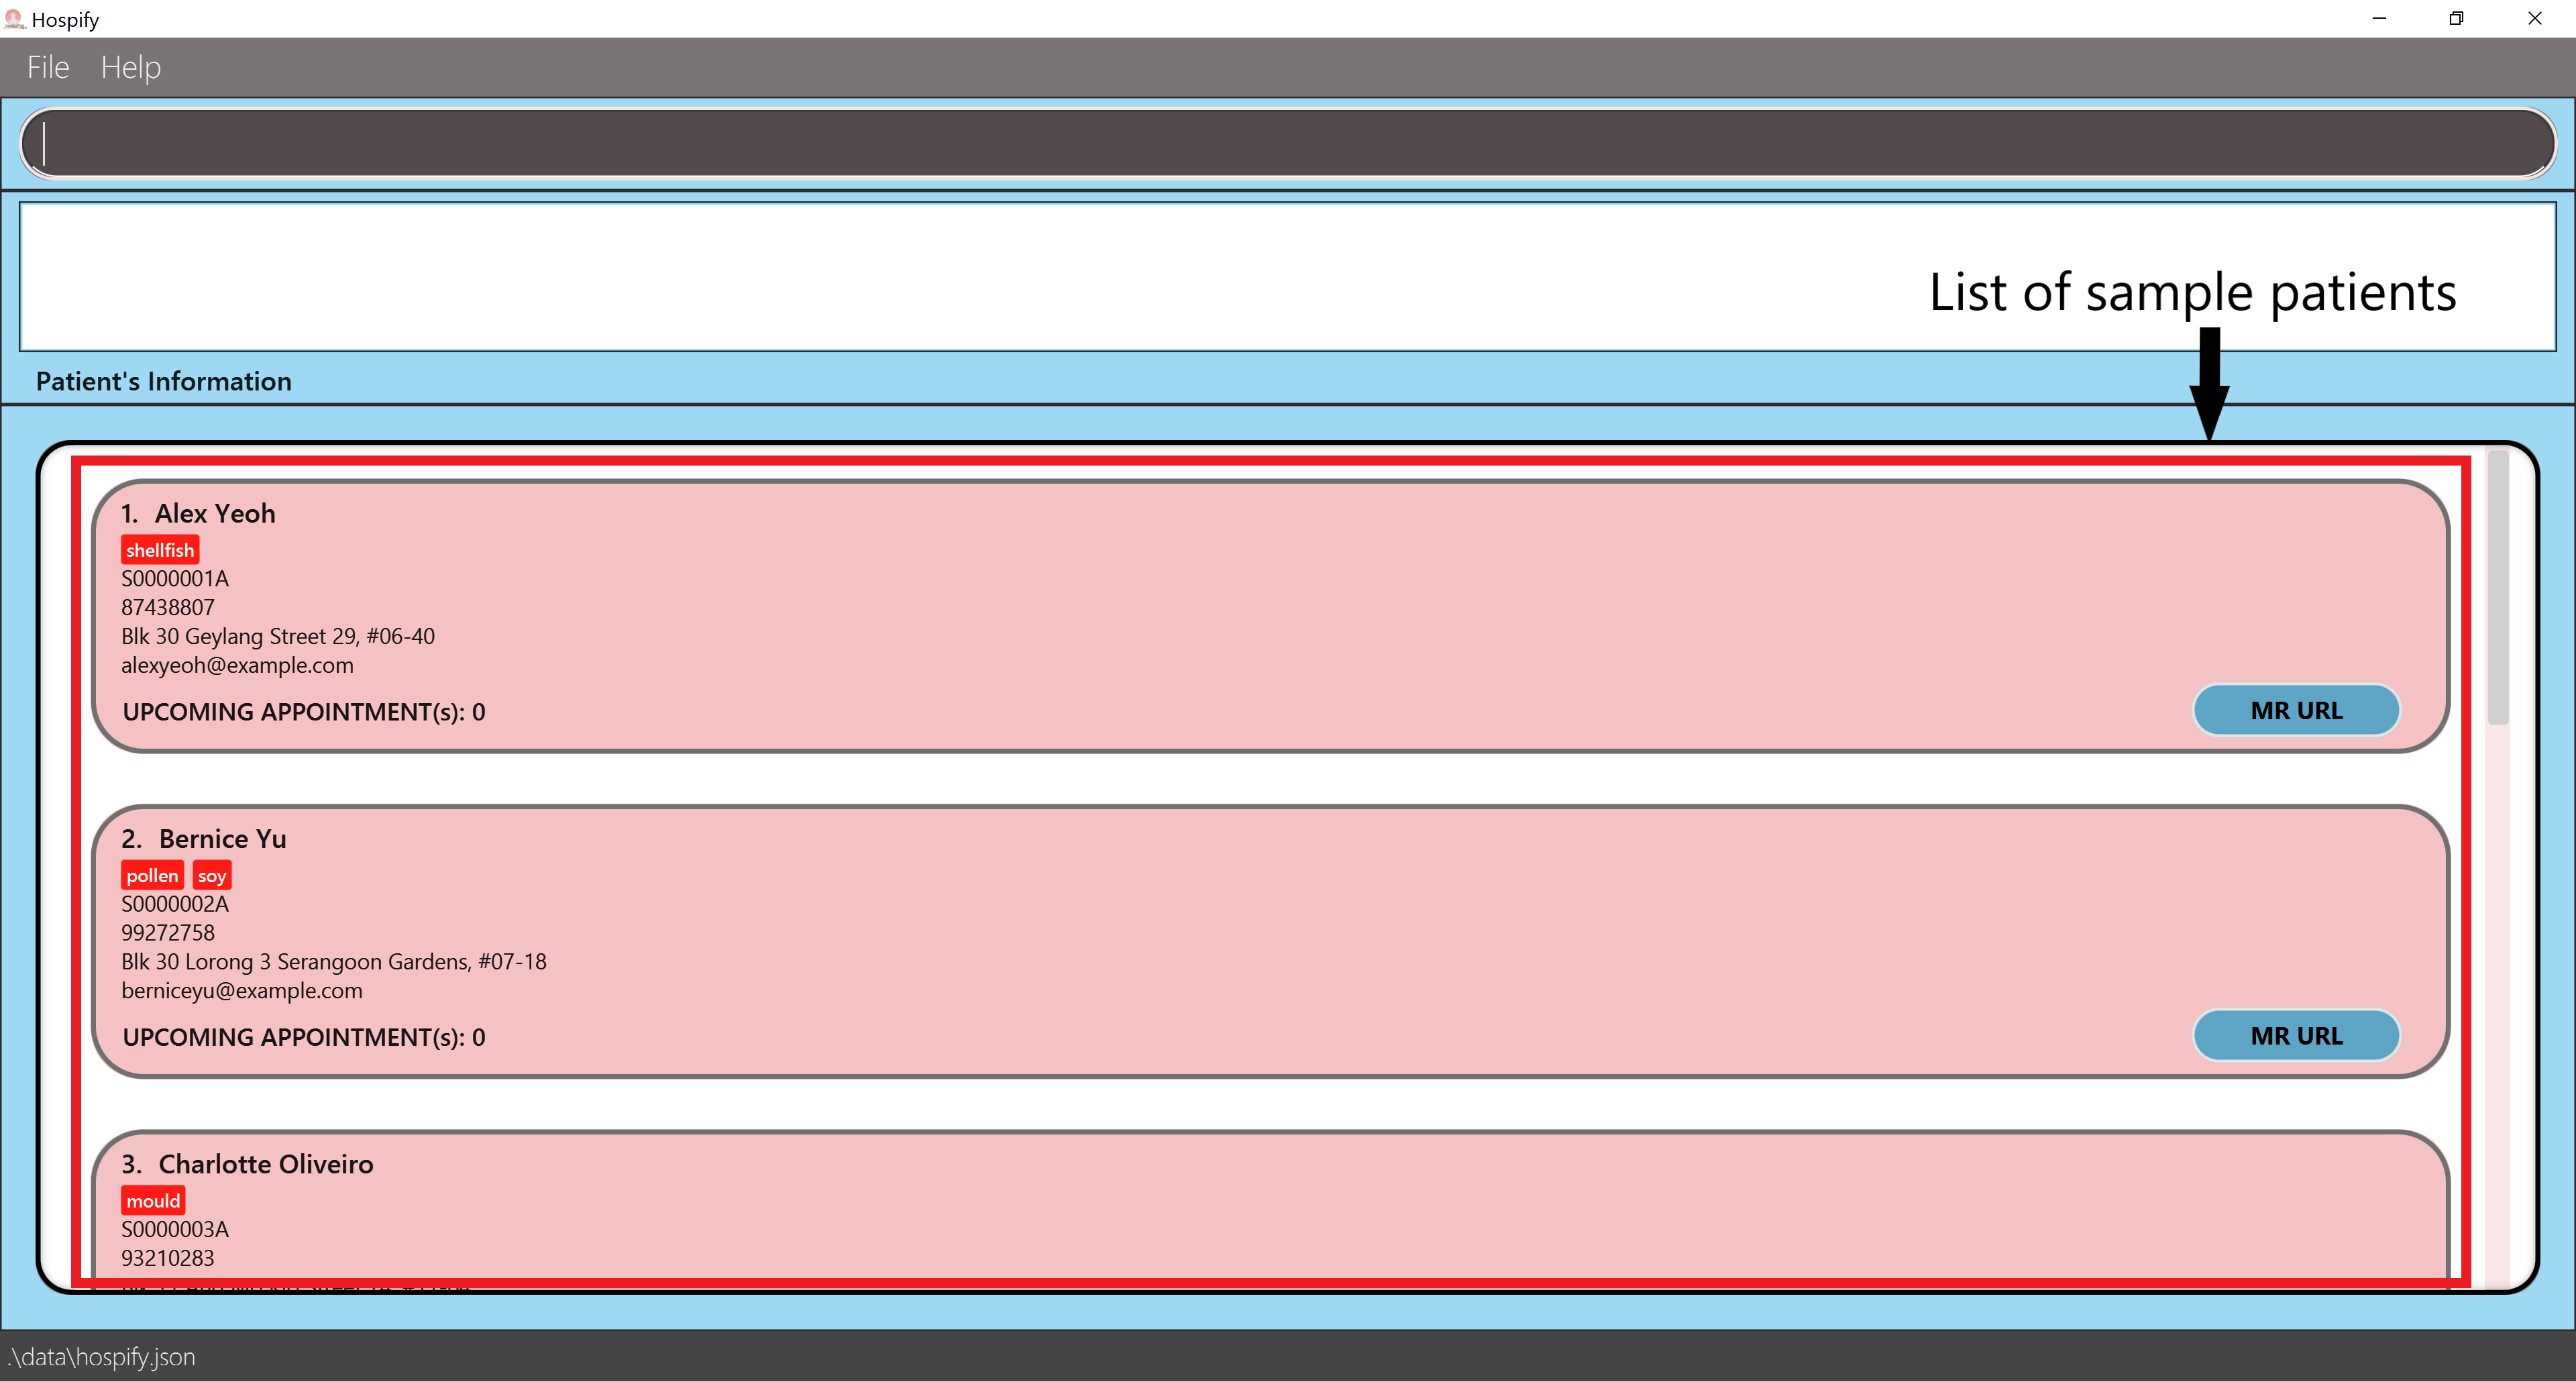 Hospify
File Help
List of sample patients
Patient's Information
1. Alex Yeoh
shellfish
S0000001A
87438807
Blk 30 Geylang Street 29, #06-40
alexyeoh@example.com
UPCOMING APPOINTMENT(s): 0
MR URL
2. Bernice Yu
pollen soy
S0000002A
99272758
Blk 30 Lorong 3 Serangoon Gardens, #07-18
berniceyu@example.com
UPCOMING APPOINTMENT(s): 0
MR URL
3. Charlotte Oliveiro
mould
S0000003A
93210283
.\data\hospify.json